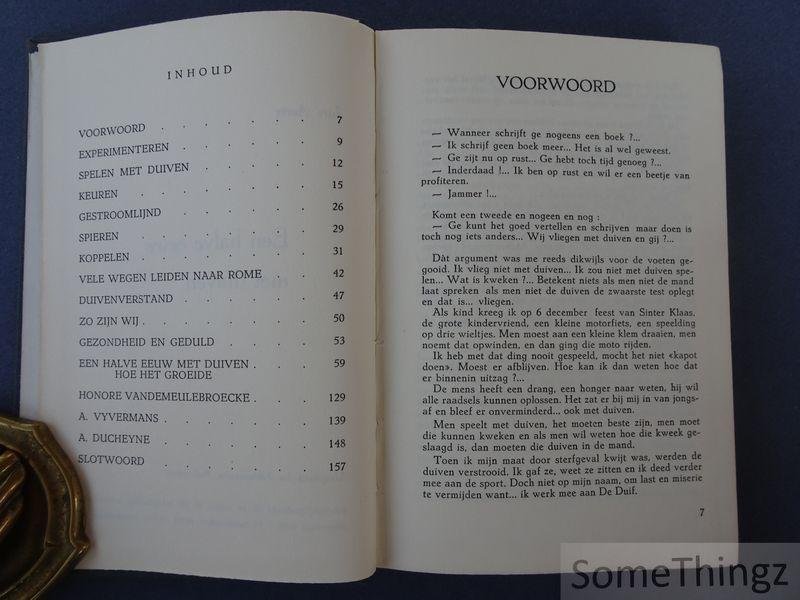 INHOUD
VOORWOORD . . . . . . 7
EXPERIMENTEREN . . . . . 9
SPELEN MET DUIVEN . . . . . 12
KEUREN . . . . . . . 15
GESTROOMLIJND . . . . . . 26
SPIEREN . . . . . . . 29
KOPPELEN . . . . . . . 31
VELE WEGEN LEIDEN NAAR ROME . . . 42
DUIVENVERSTAND . . . . . . 47
ZO ZIJN WIJ . . . . . . . 50
GEZONDHEID EN GEDULD . . . . 53
EEN HALVE EEUW MET DUIVEN . . . . 59
HOE HET GROEIDE
HONORE VANDEMEULEBROECKE . . . . 129
A. VYVERMANS . . . . . . . 139
A. DUCHEYNE . . . . . . 148
SLOTWOORD . . . . . . 157
VOORWOORD
— Wanneer schrijft ge nogeens een boek ?...
— Ik schrijf geen boek meer... Het is al wel geweest.
— Ge zijt nu op rust... Ge hebt toch tijd genoeg ?...
— Inderdaad !... Ik ben op rust en wil er een beetje van
profiteren.
— Jammer !...
Komt een tweede en nogeen en nog :
— Ge kunt het goed vertellen en schrijven maar doen is
toch nog iets anders... Wij vliegen met duiven en gij ?...
Dàt argument was me reeds dikwijls voor de voeten ge-
gooid. Ik vlieg niet met duiven... Ik zou niet met duiven spe-
len... Wat is kweken ?... Betekent niets als men niet de mand
laat spreken als men niet de duiven de zwaarste test oplegt
en dat is... vliegen.
Als kind kreeg ik op 6 december feest van Sinter Klaas,
de grote kindervriend, een kleine motorfiets, een speelding
op drie wieltjes. Men moest aan een kleine klem draaien, men
noemt dat opwinden, en dan ging die moto rijden.
Ik heb met dat ding nooit gespeeld, mocht het niet «kapot
doen». Moest er afblijven. Hoe kan ik dan weten hoe dat
er binnenin uitzag ?...
De mens heeft een drang, een honger naar weten, hij wil
alle raadsels kunnen oplossen. Het zat er bij mij in van jongs-
af en bleef er onverminderd... ook met duiven.
Men speelt met duiven, het moeten beste zijn, men moet
die kunnen kweken en als men wil weten hoe die kweek ge-
slaagd is, dan moeten die duiven in de mand.
Toen ik mijn maat door sterfgeval kwijt was, werden de
duiven verstrooid. Ik gaf ze, weet ze zitten en ik deed verder
mee aan de sport. Doch niet op mijn naam, om last en miserie
te vermijden want... ik werk mee aan De Duif.
7
SomeThingz